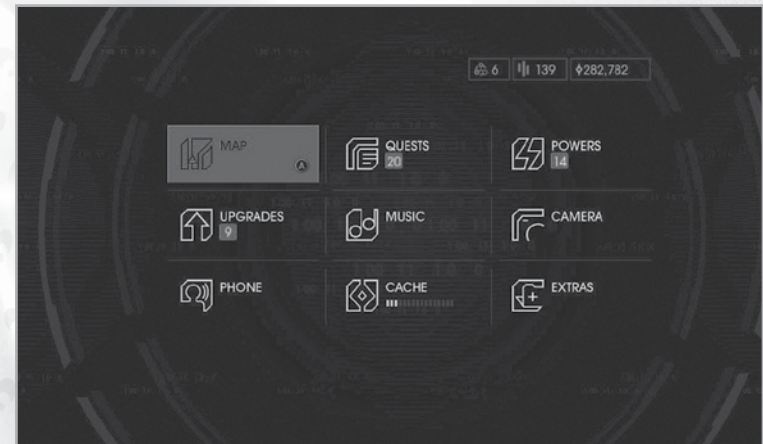 6 139 282,782
MAP QUESTS POWERS
A 20 14
UPGRADES MUSIC CAMERA
9
PHONE CACHE EXTRAS